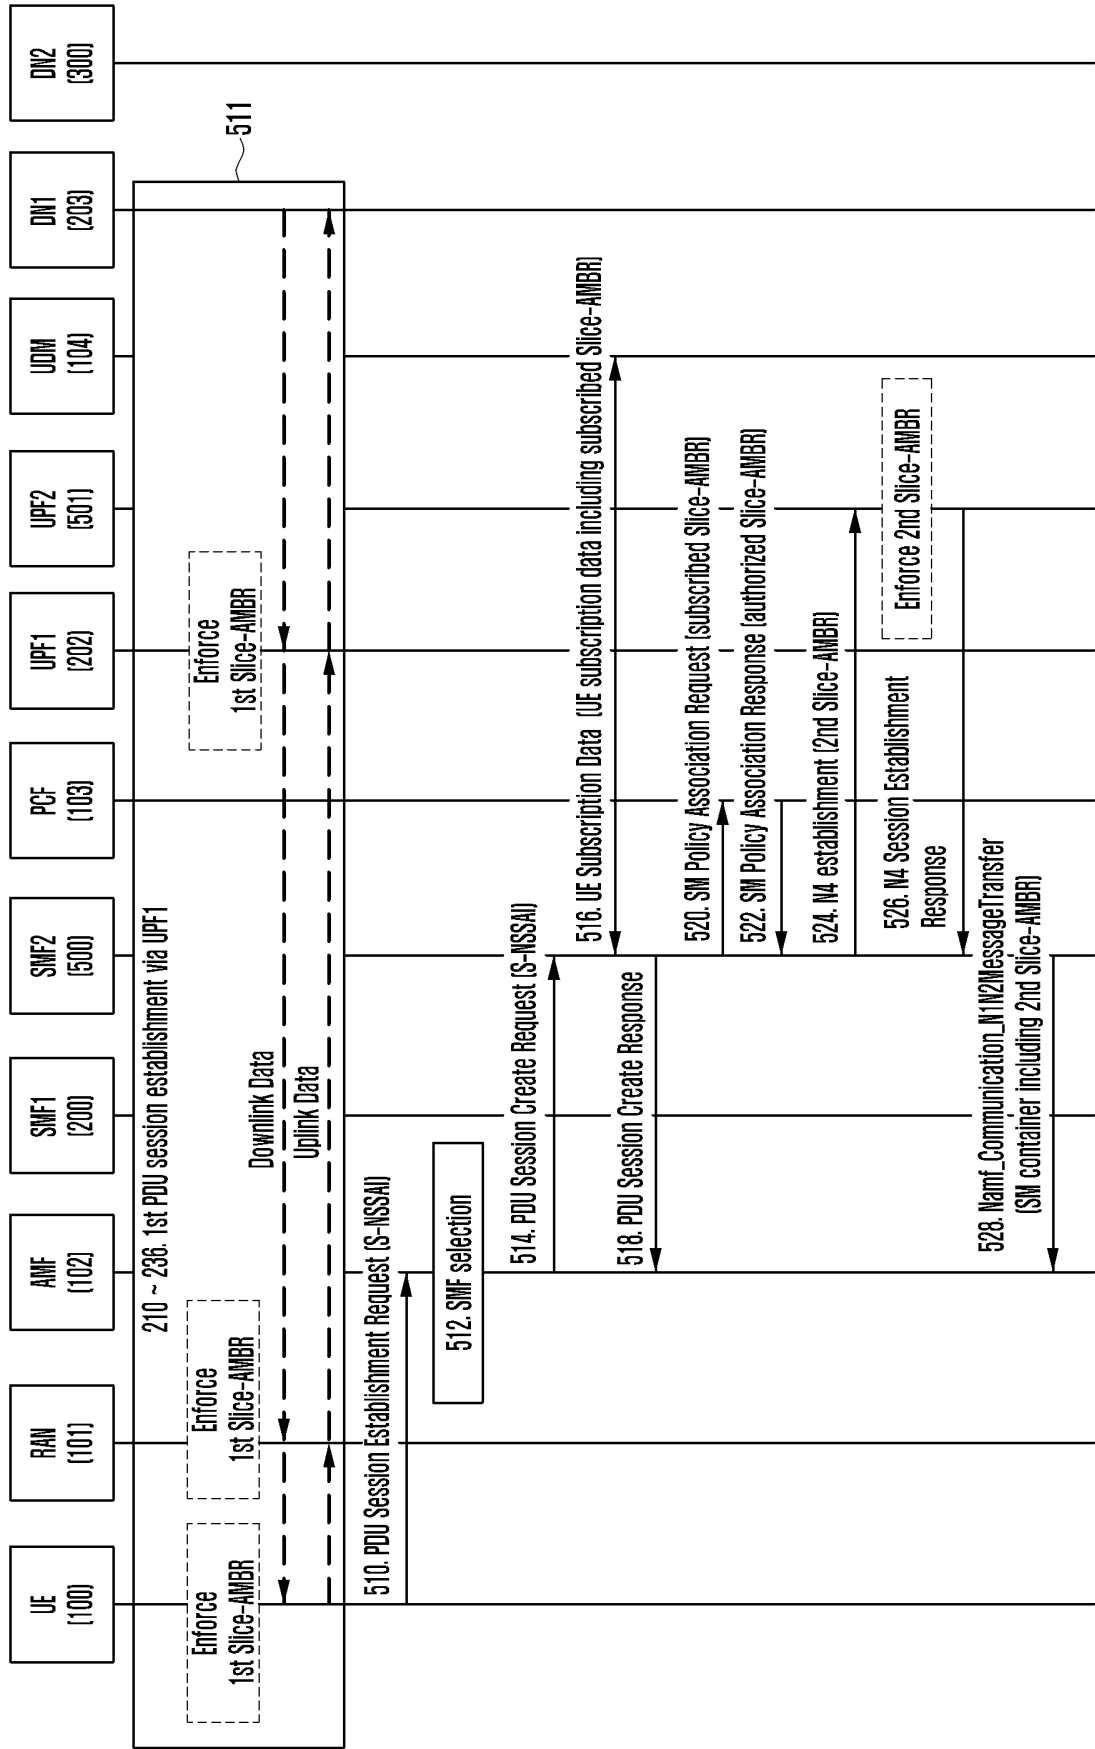 UE
(100)
RAN
(101)
AMF
(102)
SMF1
(200)
SMF2
(500)
PCF
(103)
UPF1
(202)
UPF2
(501)
UDM
(104)
DN1
(203)
DN2
(300)
210 ~ 236. 1st PDU session establishment via UPF1
Enforce
1st Slice-AMBR
Enforce
1st Slice-AMBR
Enforce
1st Slice-AMBR
511
Downlink Data
Uplink Data
510. PDU Session Establishment Request (S-NSSAI)
512. SMF selection
514. PDU Session Create Request (S-NSSAI)
516. UE Subscription Data (UE subscription data including subscribed Slice-AMBR)
518. PDU Session Create Response
520. SM Policy Association Request (subscribed Slice-AMBR)
522. SM Policy Association Response (authorized Slice-AMBR)
524. N4 establishment (2nd Slice-AMBR)
Enforce 2nd Slice-AMBR
526. N4 Session Establishment
Response
528. Namf_Communication_N1N2MessageTransfer
(SM container including 2nd Slice-AMBR)